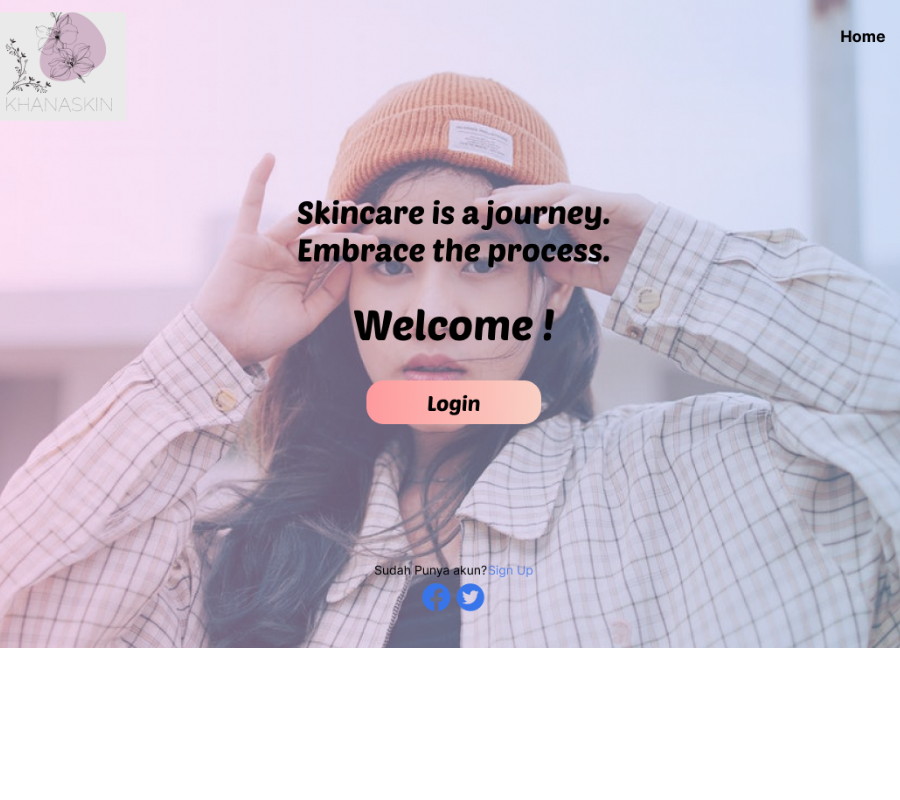 KHANASKIN
Home
Skincare is a journey.
Embrace the process.
Welcome !
Login
Sudah Punya akun?Sign Up